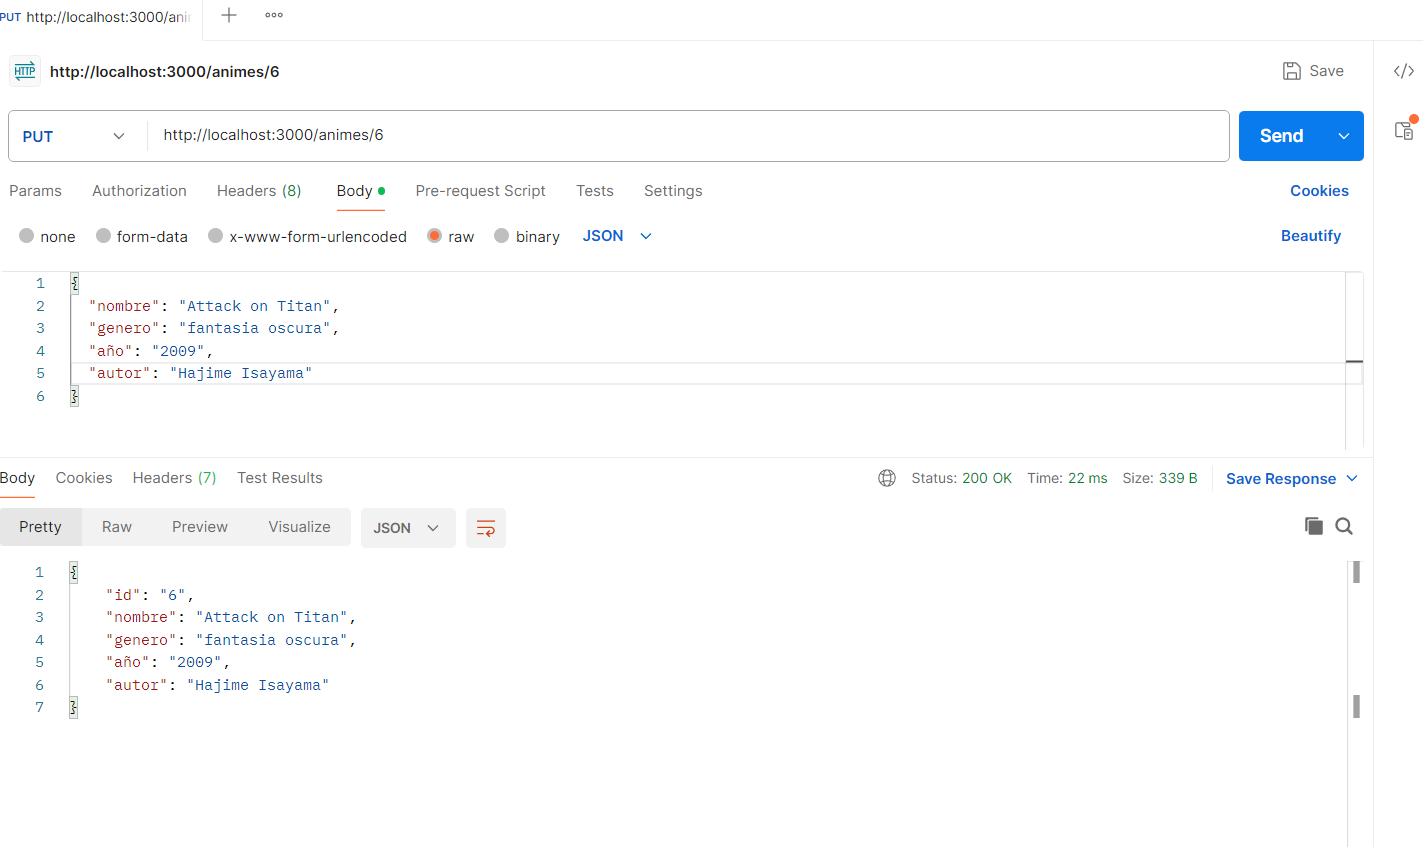 PUT http://localhost:3000/ani
HTTP http://localhost:3000/animes/6 Save
PUT http://localhost:3000/animes/6 Send
Params Authorization Headers (8) Body Pre-request Script Tests Settings Cookies
none form-data x-www-form-urlencoded raw binary JSON Beautify
1 {
2 "nombre": "Attack on Titan",
3 "genero": "fantasia oscura",
4 "año": "2009",
5 "autor": "Hajime Isayama"
6 }
Body Cookies Headers (7) Test Results Status: 200 OK Time: 22 ms Size: 339 B Save Response
Pretty Raw Preview Visualize JSON
1 {
2 "id": "6",
3 "nombre": "Attack on Titan",
4 "genero": "fantasia oscura",
5 "año": "2009",
6 "autor": "Hajime Isayama"
7 }